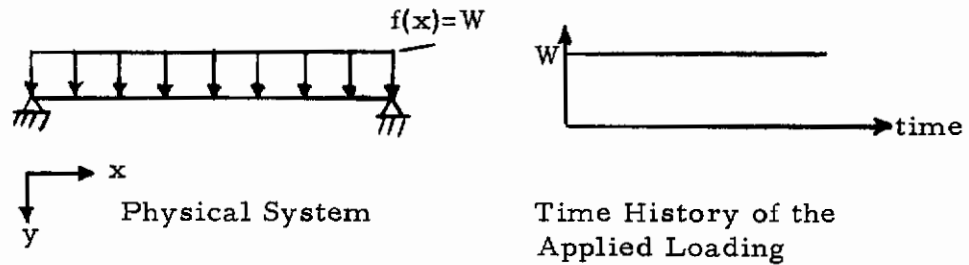 f(x)=W
W
time
x
y
Physical System
Time History of the
Applied Loading